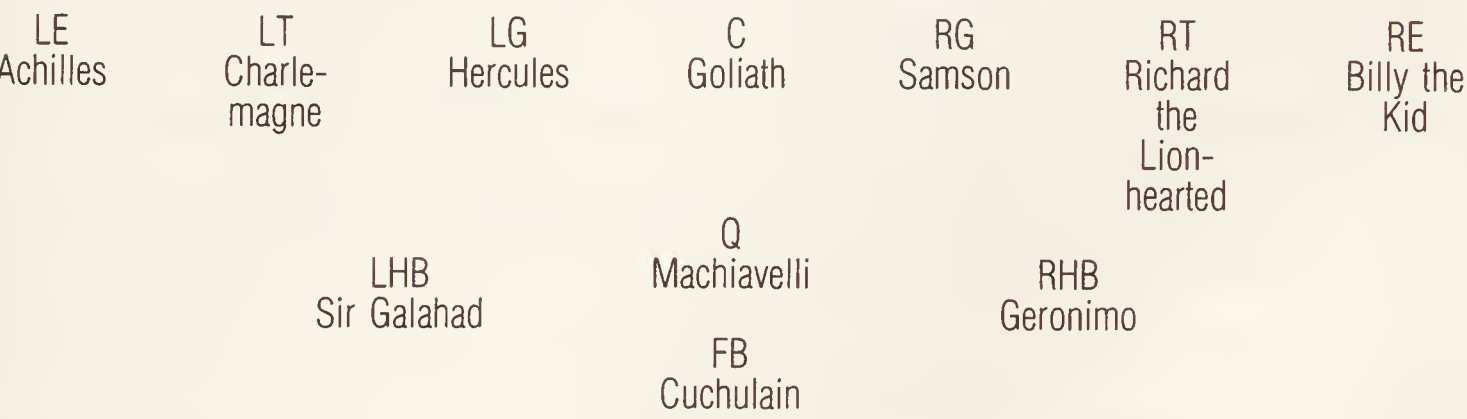 LE
Achilles
LT
Charle-
magne
LG
Hercules
C
Goliath
RG
Samson
RT
Richard
the
Lion-
hearted
RE
Billy the
Kid
Q
Machiavelli
LHB
Sir Galahad
RHB
Geronimo
FB
Cuchulain